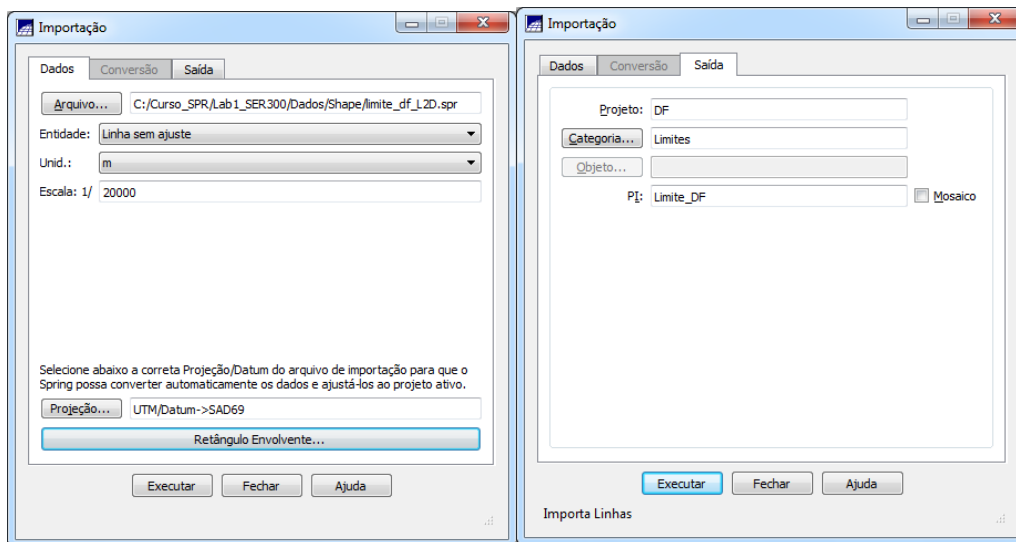 Importação
Dados Conversão Saída
Arquivo... C:/Curso_SPR/Lab1_SER300/Dados/Shape/limite_df_L2D.spr
Entidade: Linha sem ajuste
Unid.: m
Escala: 1/ 20000
Selecione abaixo a correta Projeção/Datum do arquivo de importação para que o
Spring possa converter automaticamente os dados e ajustá-los ao projeto ativo.
Projeção... UTM/Datum->SAD69
Retângulo Envolvente...
Executar Fechar Ajuda
Importação
Dados Conversão Saída
Projeto: DF
Categoria... Limites
Objeto...
PI: Limite_DF Mosaico
Executar Fechar Ajuda
Importa Linhas